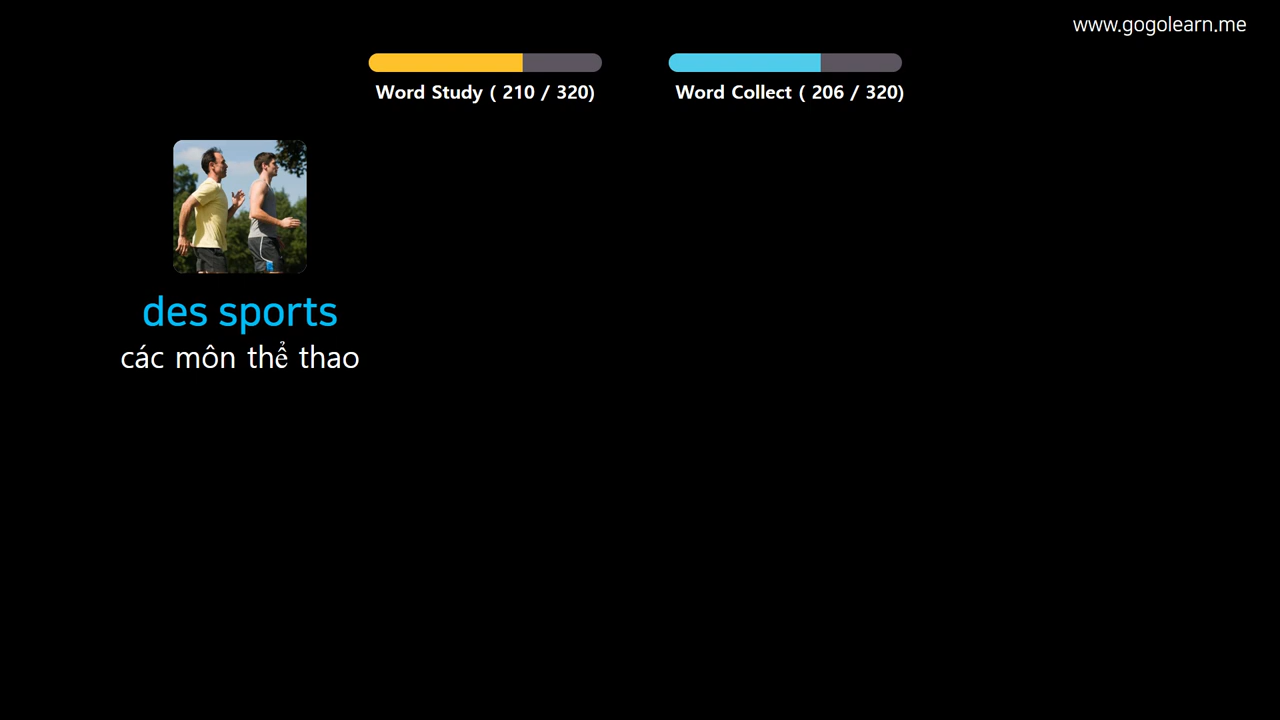 www.gogolearn.me
Word Study ( 210 / 320)
Word Collect ( 206 / 320)
des sports
các môn thể thao